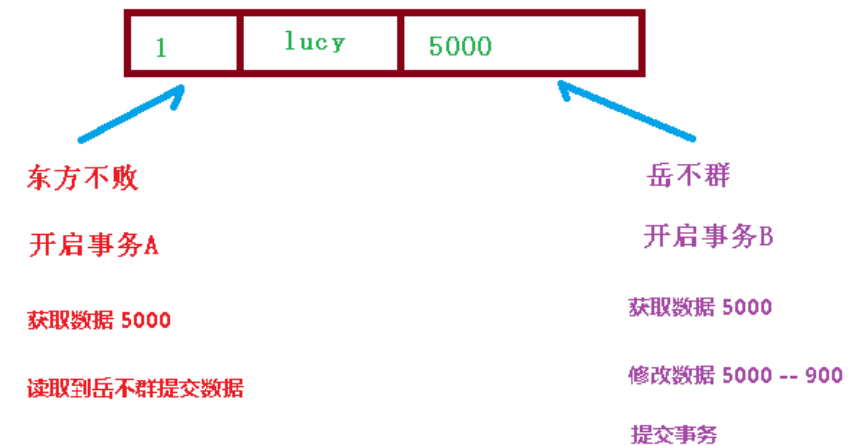 1 lucy 5000
东方不败
开启事务A
获取数据 5000
读取到岳不群提交数据
岳不群
开启事务B
获取数据 5000
修改数据 5000 -- 900
提交事务